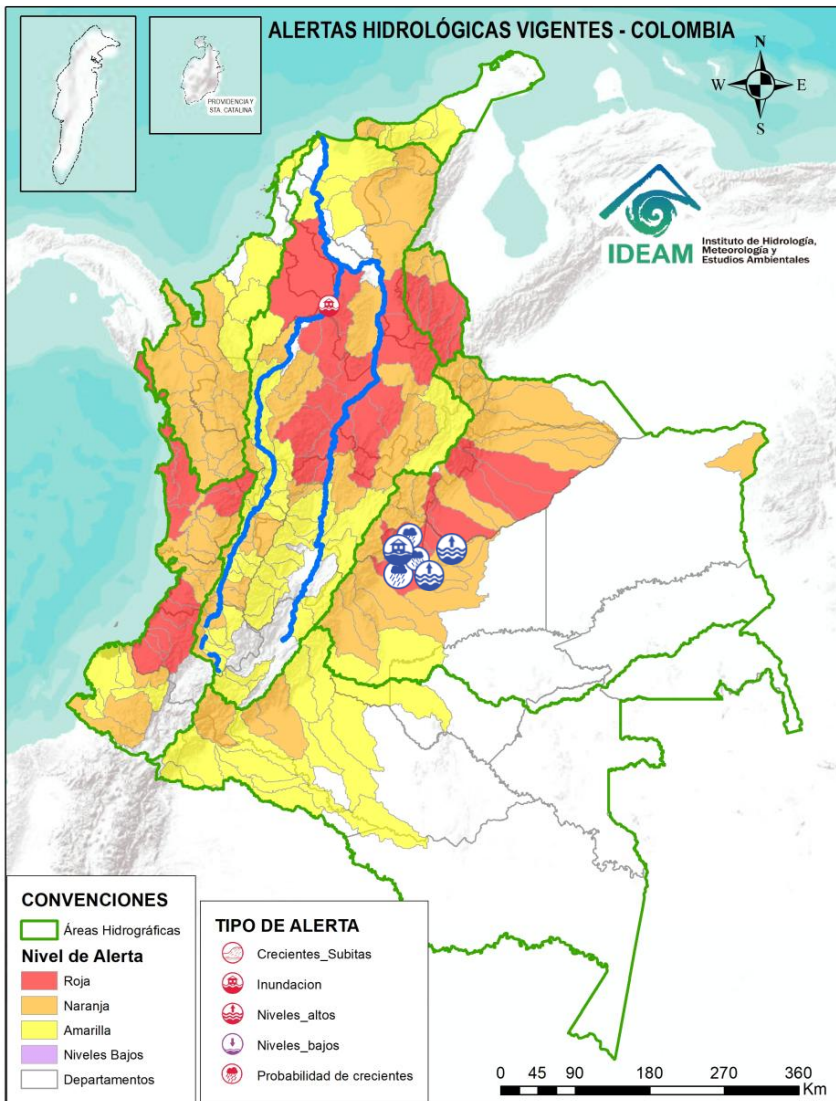 ALERTAS HIDROLÓGICAS VIGENTES - COLOMBIA
PROVIDENCIA Y
STA. CATALINA
N
W E
S
IDEAM
Instituto de Hidrología,
Meteorología y
Estudios Ambientales
CONVENCIONES
Áreas Hidrográficas
Nivel de Alerta
Roja
Naranja
Amarilla
Niveles Bajos
Departamentos
TIPO DE ALERTA
Crecientes_Subitas
Inundacion
Niveles_altos
Niveles_bajos
Probabilidad de crecientes
0 45 90 180 270 360
Km